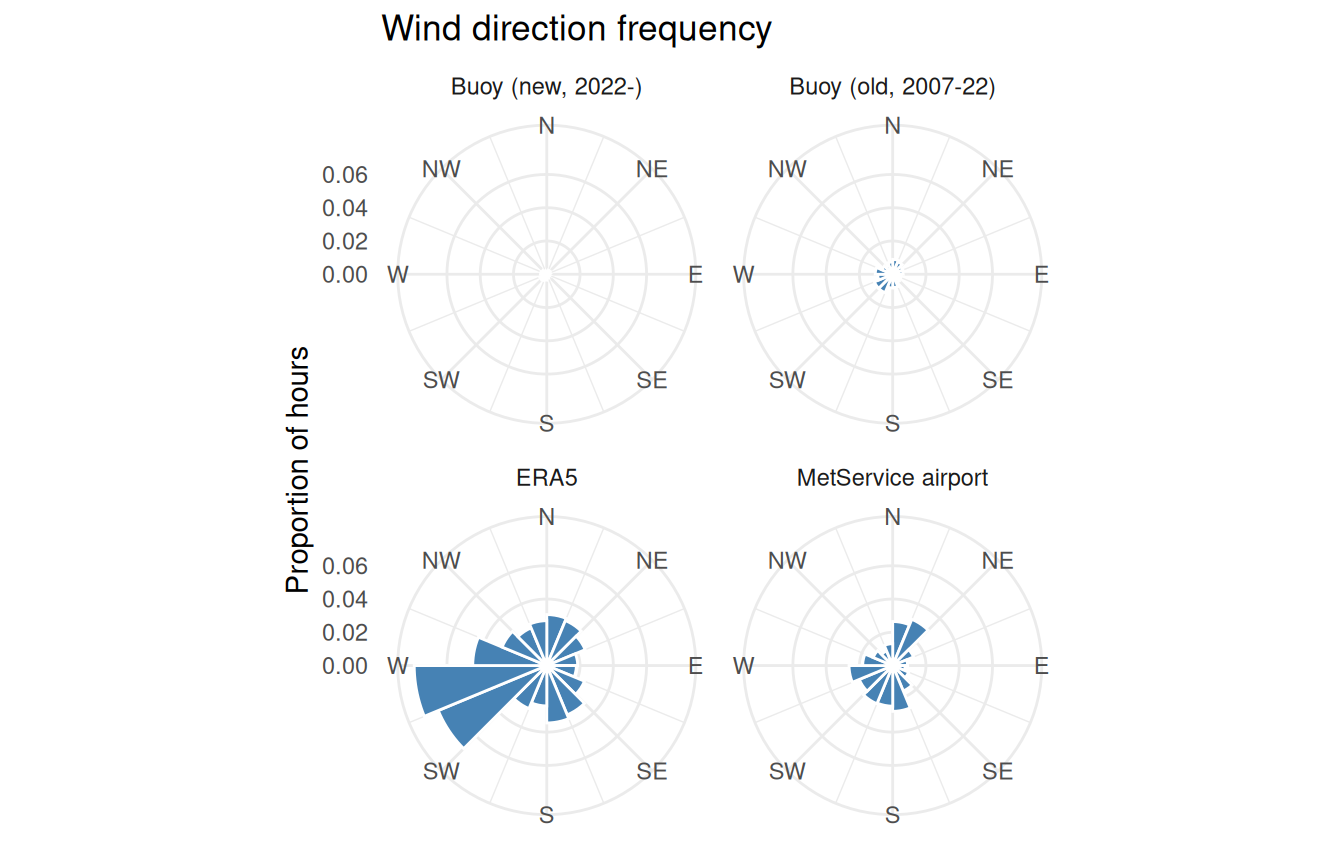 Wind direction frequency
Buoy (new, 2022-)
Buoy (old, 2007-22)
N
NW
NE
W
E
SW
SE
S
N
NW
NE
W
E
SW
SE
S
0.06
0.04
0.02
0.00
Proportion of hours
ERA5
MetService airport
N
NW
NE
W
E
SW
SE
S
N
NW
NE
W
E
SW
SE
S
0.06
0.04
0.02
0.00